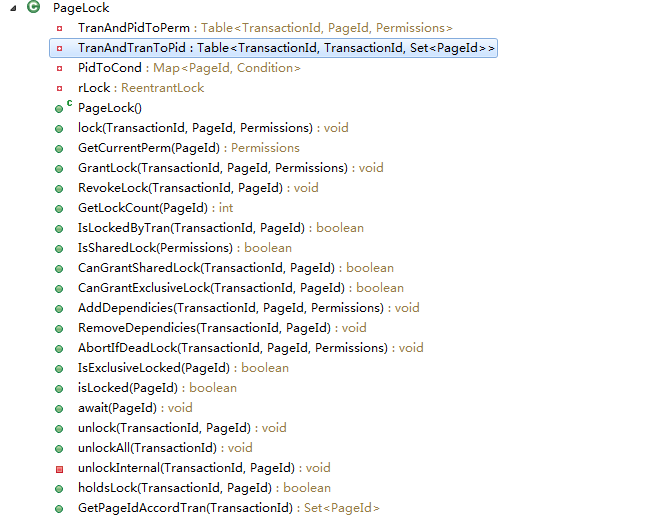 PageLock
TranAndPidToPerm : Table<TransactionId, PageId, Permissions>
TranAndTranToPid : Table<TransactionId, TransactionId, Set<PageId>>
PidToCond : Map<PageId, Condition>
rLock : ReentrantLock
PageLock()
lock(TransactionId, PageId, Permissions) : void
GetCurrentPerm(PageId) : Permissions
GrantLock(TransactionId, PageId, Permissions) : void
RevokeLock(TransactionId, PageId) : void
GetLockCount(PageId) : int
IsLockedByTran(TransactionId, PageId) : boolean
IsSharedLock(Permissions) : boolean
CanGrantSharedLock(TransactionId, PageId) : boolean
CanGrantExclusiveLock(TransactionId, PageId) : boolean
AddDependicies(TransactionId, PageId, Permissions) : void
RemoveDependicies(TransactionId, PageId) : void
AbortIfDeadLock(TransactionId, PageId, Permissions) : void
IsExclusiveLocked(PageId) : boolean
isLocked(PageId) : boolean
await(PageId) : void
unlock(TransactionId, PageId) : void
unlockAll(TransactionId) : void
unlockInternal(TransactionId, PageId) : void
holdsLock(TransactionId, PageId) : boolean
GetPageIdAccordTran(TransactionId) : Set<PageId>